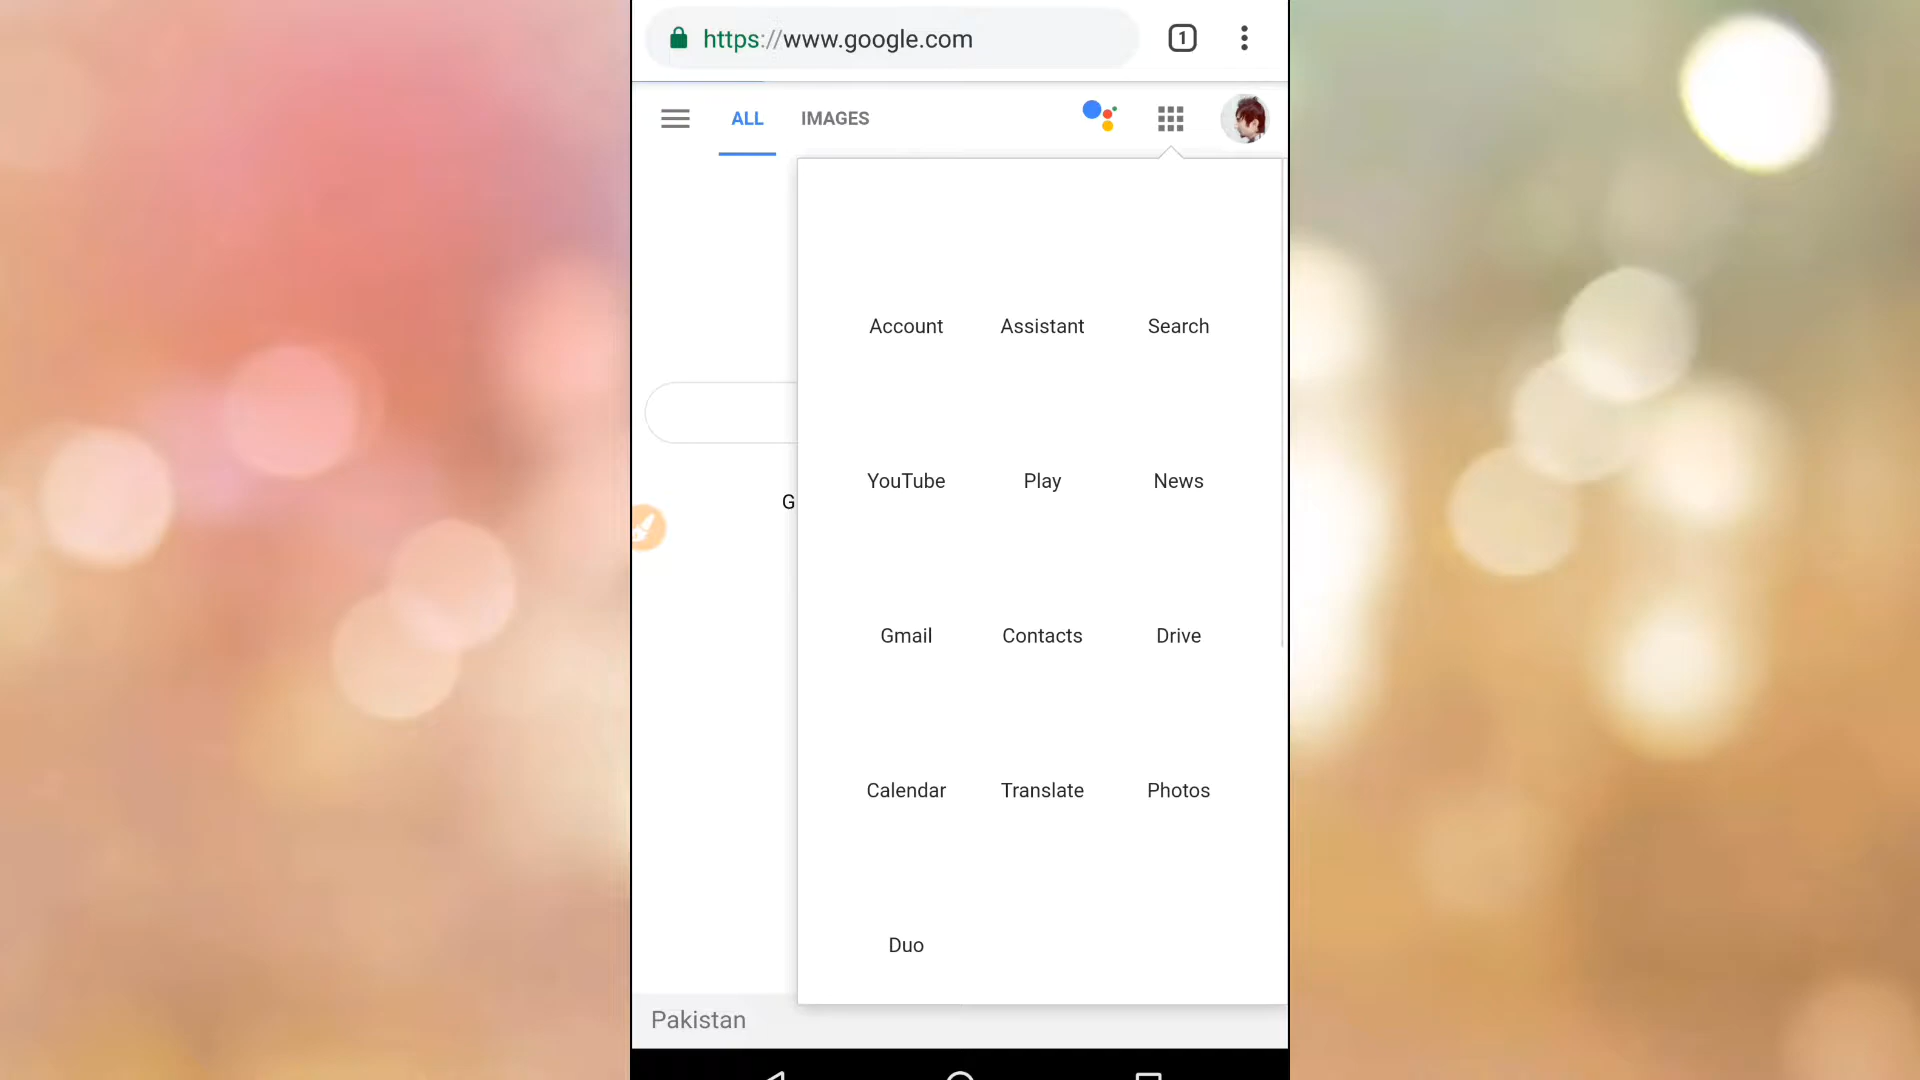 https://www.google.com 1
ALL IMAGES
Account Assistant Search
YouTube Play News
G
Gmail Contacts Drive
Calendar Translate Photos
Duo
Pakistan